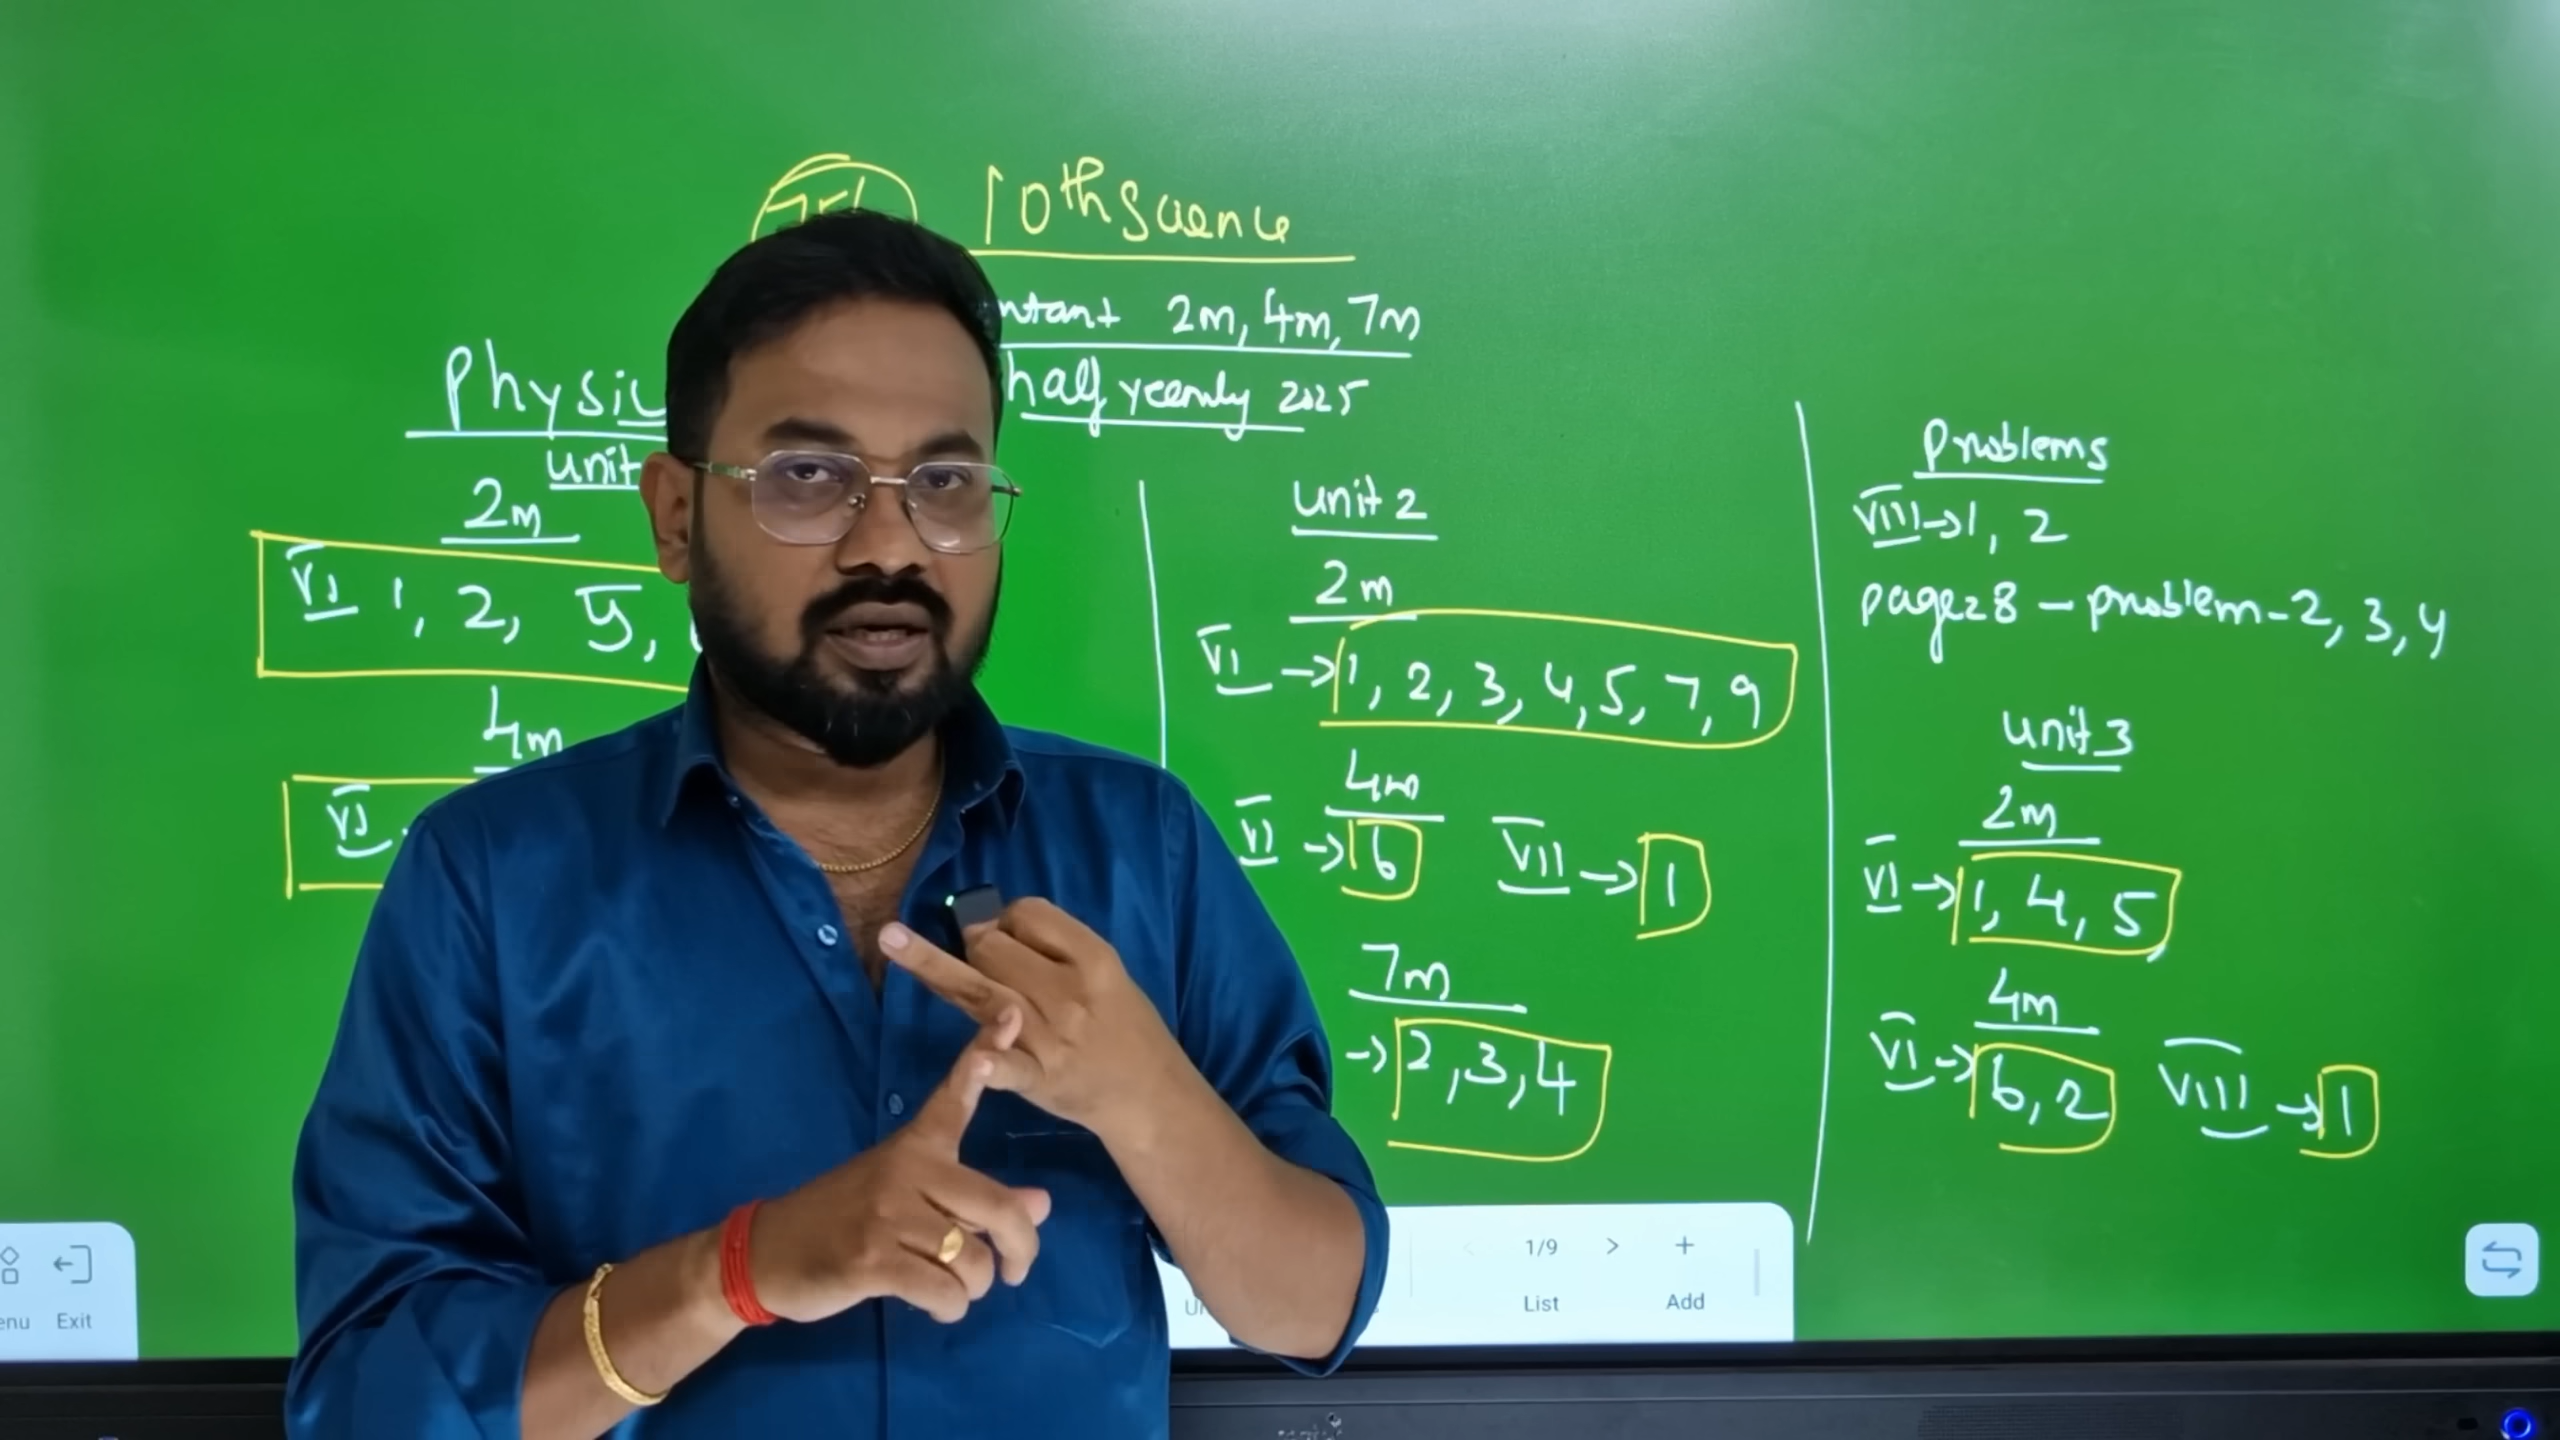 10th Science
2m, 4m, 7m
half yearly 2025
Physic
unit
2m
VI 1, 2, 5,
4m
VI
unit 2
2m
VI → 1, 2, 3, 4, 5, 7, 9
4m
VI → 6 VII → 1
7m
→ 2, 3, 4
Problems
VIII → 1, 2
page 28 - problem - 2, 3, 4
unit 3
2m
VI → 1, 4, 5
4m
VI → 6, 2 VIII → 1
Exit
1/9
List
Add